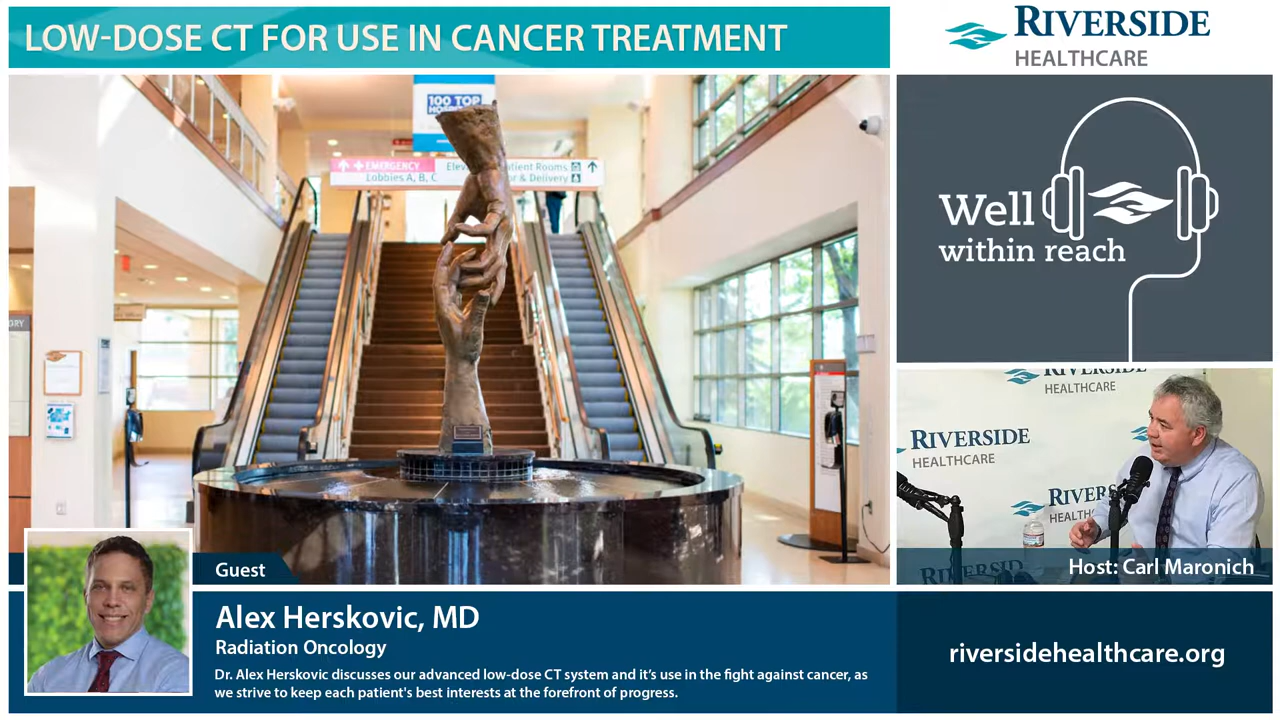 LOW-DOSE CT FOR USE IN CANCER TREATMENT
RIVERSIDE
HEALTHCARE
100 TOP
EMERGENCY
Lobbies A, B, C
Patient Rooms
& Delivery
Well
within reach
HEALTHCARE
RIVERSIDE
HEALTHCARE
RIVERSIDE
Host: Carl Maronich
Guest
Alex Herskovic, MD
Radiation Oncology
Dr. Alex Herskovic discusses our advanced low-dose CT system and it's use in the fight against cancer, as
we strive to keep each patient's best interests at the forefront of progress.
riversidehealthcare.org